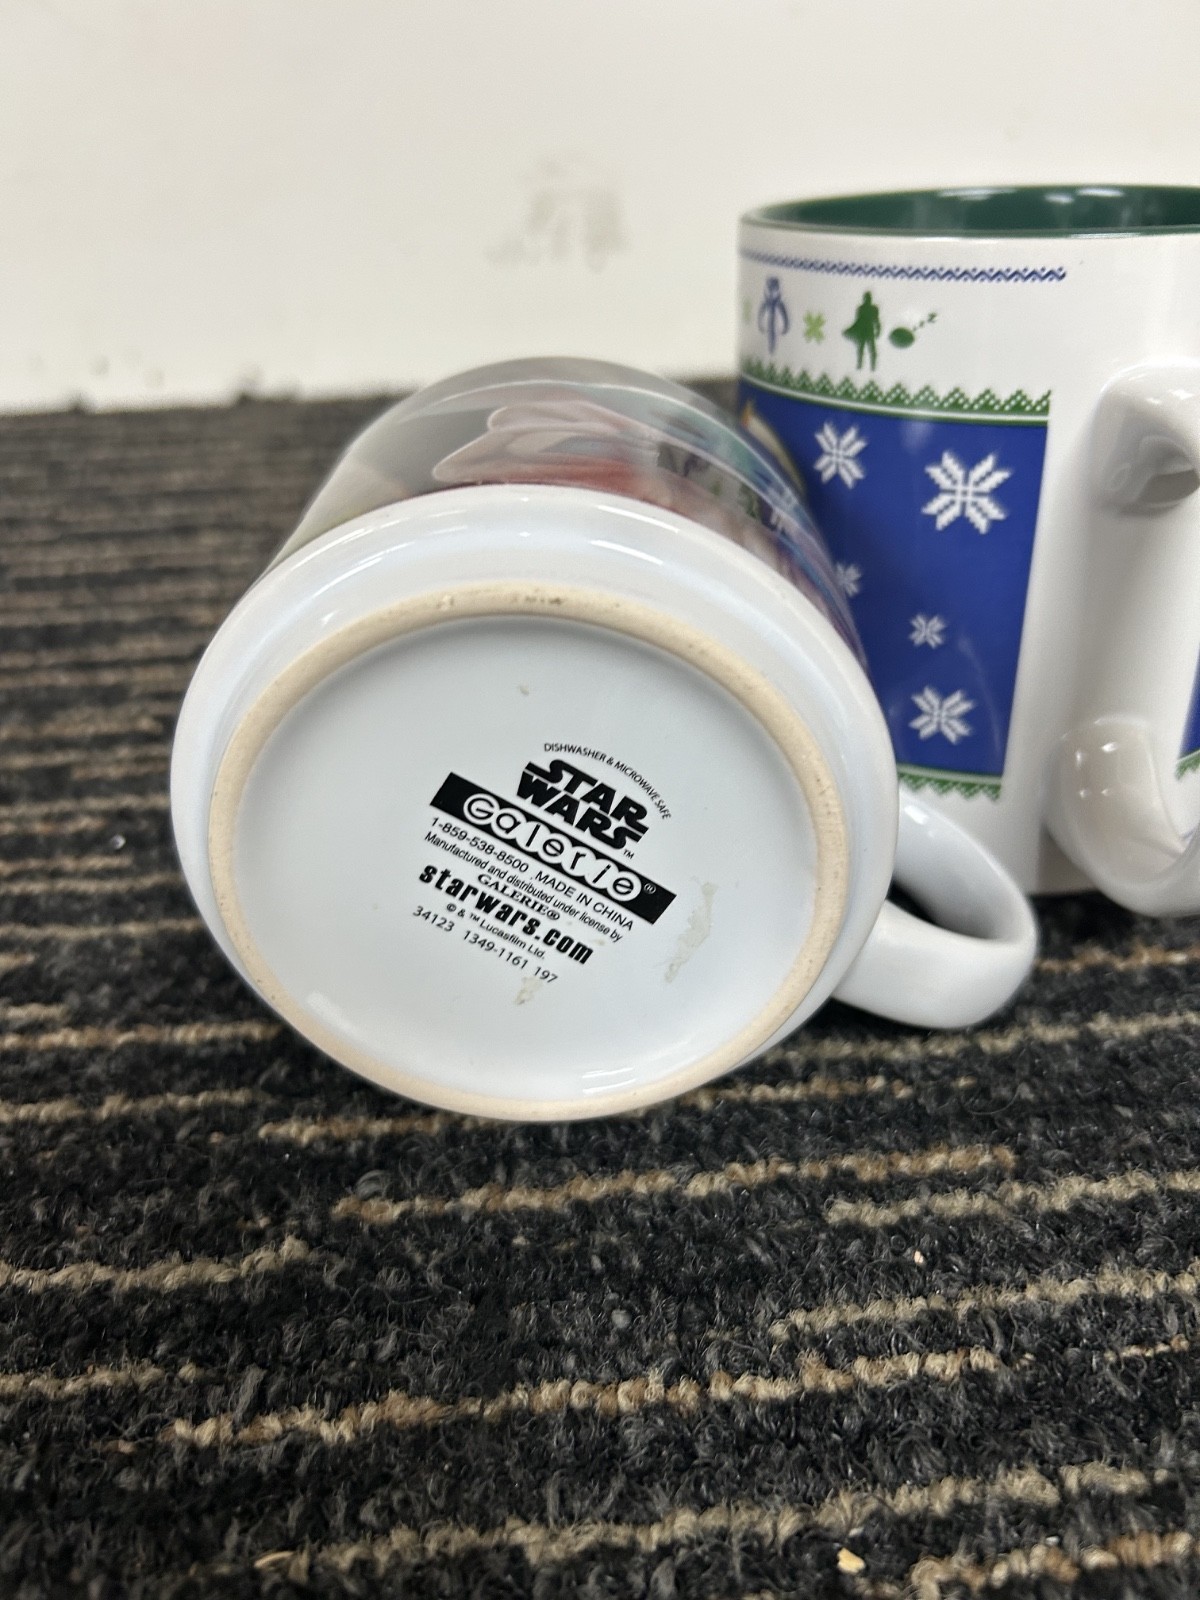 DISHWASHER & MICROWAVE SAFE
STAR
WARS™
Galerie®
1-859-538-8500 MADE IN CHINA
Manufactured and distributed under license by
GALERIE®
starwars.com
© & ™ Lucasfilm Ltd.
34123 1349-1161 197